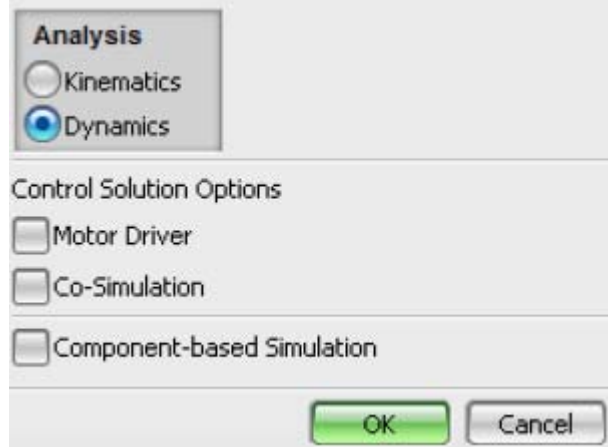 Analysis
Kinematics
Dynamics
Control Solution Options
Motor Driver
Co-Simulation
Component-based Simulation
OK Cancel